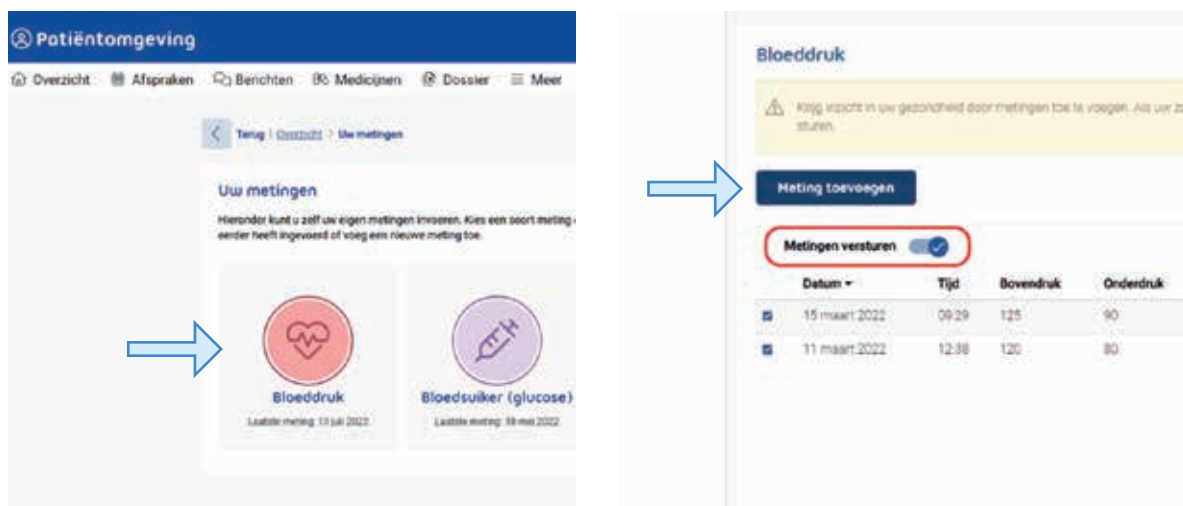 Patiëntomgeving
Overzicht Afspraken Berichten Medicijnen Dossier Meer
Terug | Overzicht > Uw metingen
Uw metingen
Hieronder kunt u zelf uw eigen metingen invoeren. Kies een soort meting
eerder heeft ingevoerd of voeg een nieuwe meting toe.
Bloeddruk
Laatste meting: 13 juli 2022
Bloedsuiker (glucose)
Laatste meting: 18 mei 2022
Bloeddruk
Krijg inzicht in uw gezondheid door metingen toe te voegen. Als uw
sturen.
Meting toevoegen
Metingen versturen
Datum Tijd Bovendruk Onderdruk
15 maart 2022 09:29 125 90
11 maart 2022 12:38 120 80